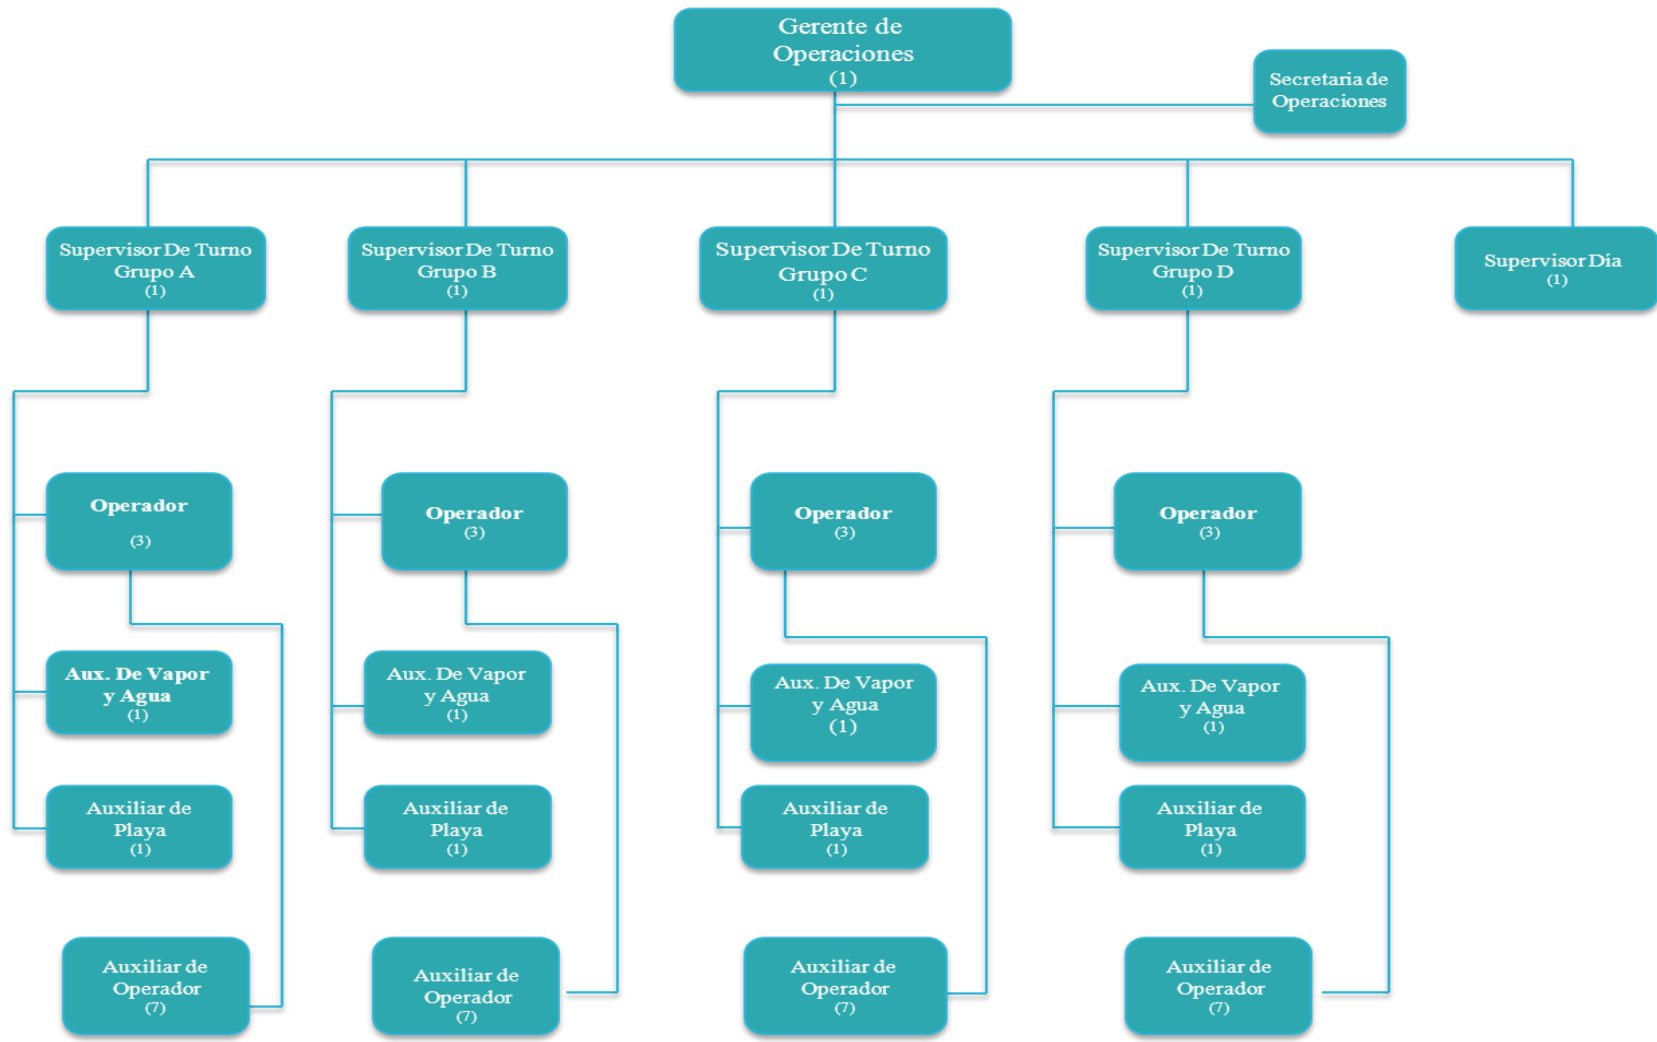 Gerente de
Operaciones
(1)
Secretaria de
Operaciones
Supervisor De Turno
Grupo A
(1)
Supervisor De Turno
Grupo B
(1)
Supervisor De Turno
Grupo C
(1)
Supervisor De Turno
Grupo D
(1)
Supervisor Día
(1)
Operador
(3)
Operador
(3)
Operador
(3)
Operador
(3)
Aux. De Vapor
y Agua
(1)
Aux. De Vapor
y Agua
(1)
Aux. De Vapor
y Agua
(1)
Aux. De Vapor
y Agua
(1)
Auxiliar de
Playa
(1)
Auxiliar de
Playa
(1)
Auxiliar de
Playa
(1)
Auxiliar de
Playa
(1)
Auxiliar de
Operador
(7)
Auxiliar de
Operador
(7)
Auxiliar de
Operador
(7)
Auxiliar de
Operador
(7)